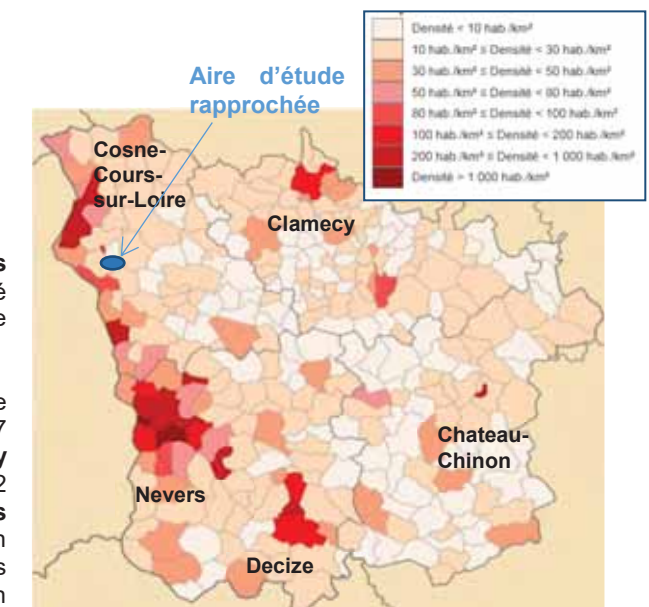 Densité < 10 hab./km²
10 hab./km² ≤ Densité < 30 hab./km²
30 hab./km² ≤ Densité < 50 hab./km²
50 hab./km² ≤ Densité < 80 hab./km²
80 hab./km² ≤ Densité < 100 hab./km²
100 hab./km² ≤ Densité < 200 hab./km²
200 hab./km² ≤ Densité < 1 000 hab./km²
Densité > 1 000 hab./km²
Aire d'étude
rapprochée
Cosne-
Cours-
sur-Loire
Clamecy
Chateau-
Chinon
Nevers
Decize
s
é
e
e
7
y
2
s
n
s
n